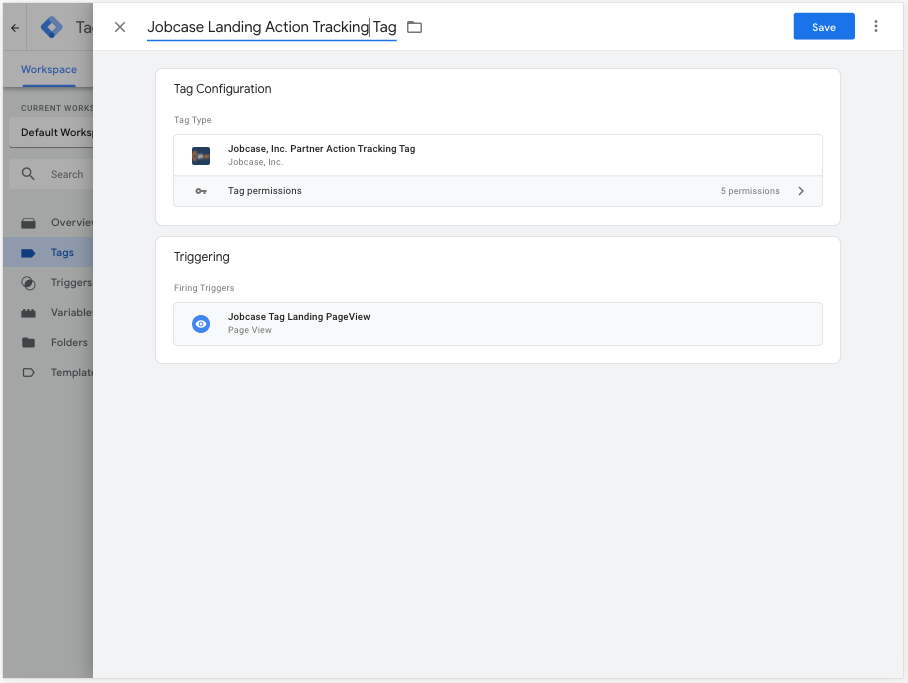 Ta
Jobcase Landing Action Tracking Tag
Save
Workspace
CURRENT WORKS
Default Worksp
Search
Overvie
Tags
Triggers
Variable
Folders
Templat
Tag Configuration
Tag Type
Jobcase, Inc. Partner Action Tracking Tag
Jobcase, Inc.
Tag permissions
5 permissions
Triggering
Firing Triggers
Jobcase Tag Landing PageView
Page View